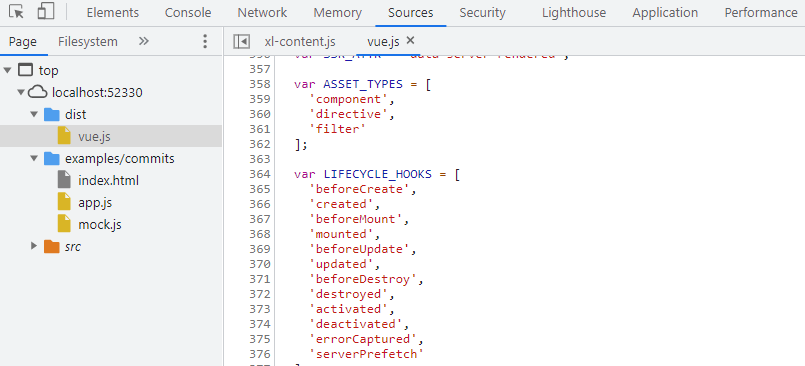 Elements Console Network Memory Sources Security Lighthouse Application Performance
Page Filesystem »
xl-content.js vue.js ×
top
localhost:52330
dist
vue.js
examples/commits
index.html
app.js
mock.js
src
357
358 var ASSET_TYPES = [
359 'component',
360 'directive',
361 'filter'
362 ];
363
364 var LIFECYCLE_HOOKS = [
365 'beforeCreate',
366 'created',
367 'beforeMount',
368 'mounted',
369 'beforeUpdate',
370 'updated',
371 'beforeDestroy',
372 'destroyed',
373 'activated',
374 'deactivated',
375 'errorCaptured',
376 'serverPrefetch'